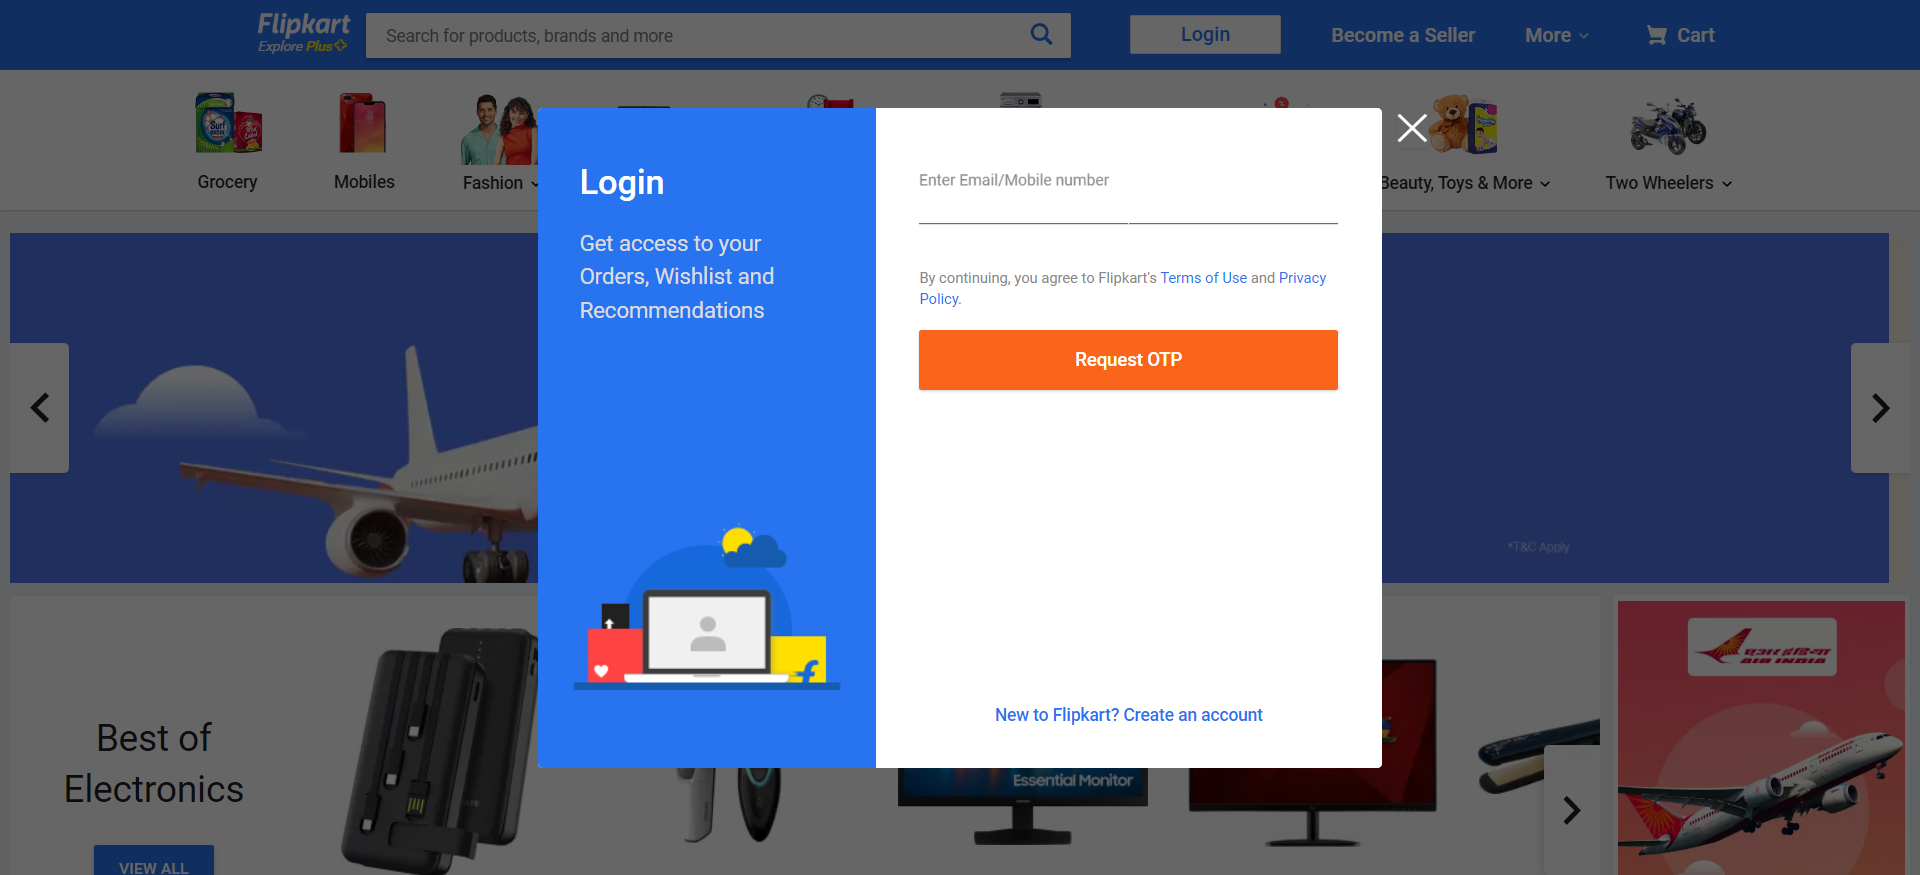 Flipkart
Explore Plus
Search for products, brands and more
Login
Become a Seller
More
Cart
Grocery
Mobiles
Fashion
Beauty, Toys & More
Two Wheelers
Login
Get access to your
Orders, Wishlist and
Recommendations
Enter Email/Mobile number
By continuing, you agree to Flipkart's Terms of Use and Privacy
Policy.
Request OTP
New to Flipkart? Create an account
*T&C Apply
Best of
Electronics
VIEW ALL
Essential Monitor
एअर इंडिया
AIR INDIA